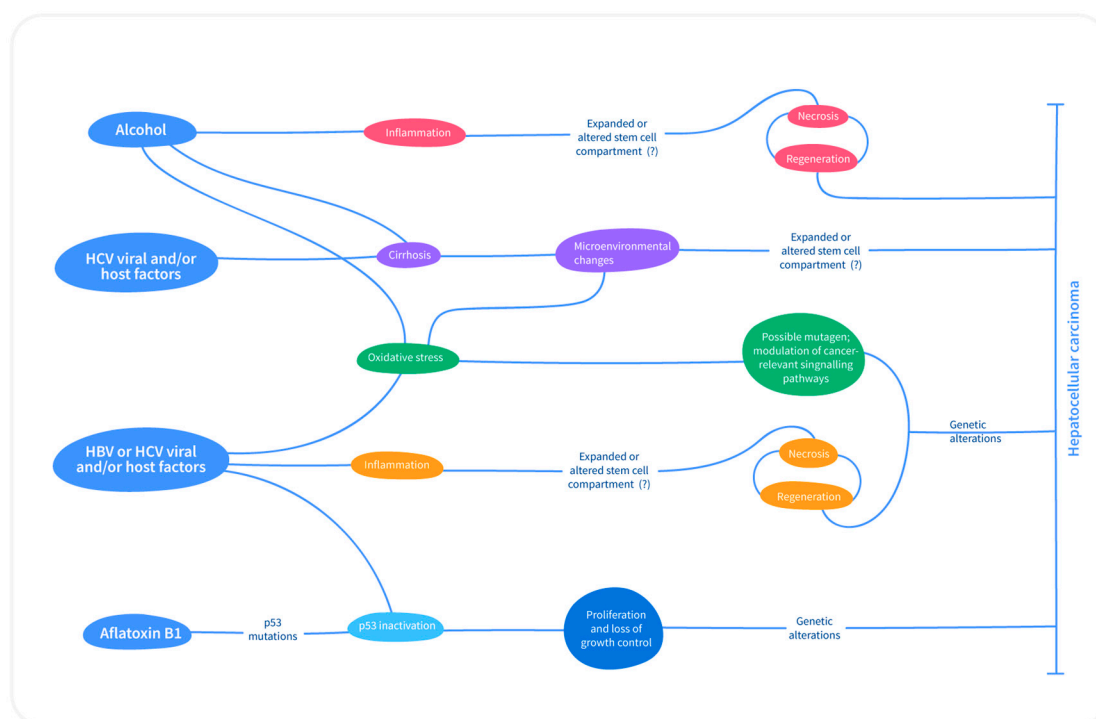 Alcohol
Inflammation
Expanded or
altered stem cell
compartment (?)
Necrosis
Regeneration
HCV viral and/or
host factors
Cirrhosis
Microenvironmental
changes
Expanded or
altered stem cell
compartment (?)
Oxidative stress
Possible mutagen;
modulation of cancer-
relevant singnalling
pathways
Genetic
alterations
HBV or HCV viral
and/or host factors
Inflammation
Expanded or
altered stem cell
compartment (?)
Necrosis
Regeneration
Aflatoxin B1
p53
mutations
p53 inactivation
Proliferation
and loss of
growth control
Genetic
alterations
Hepatocellular carcinoma